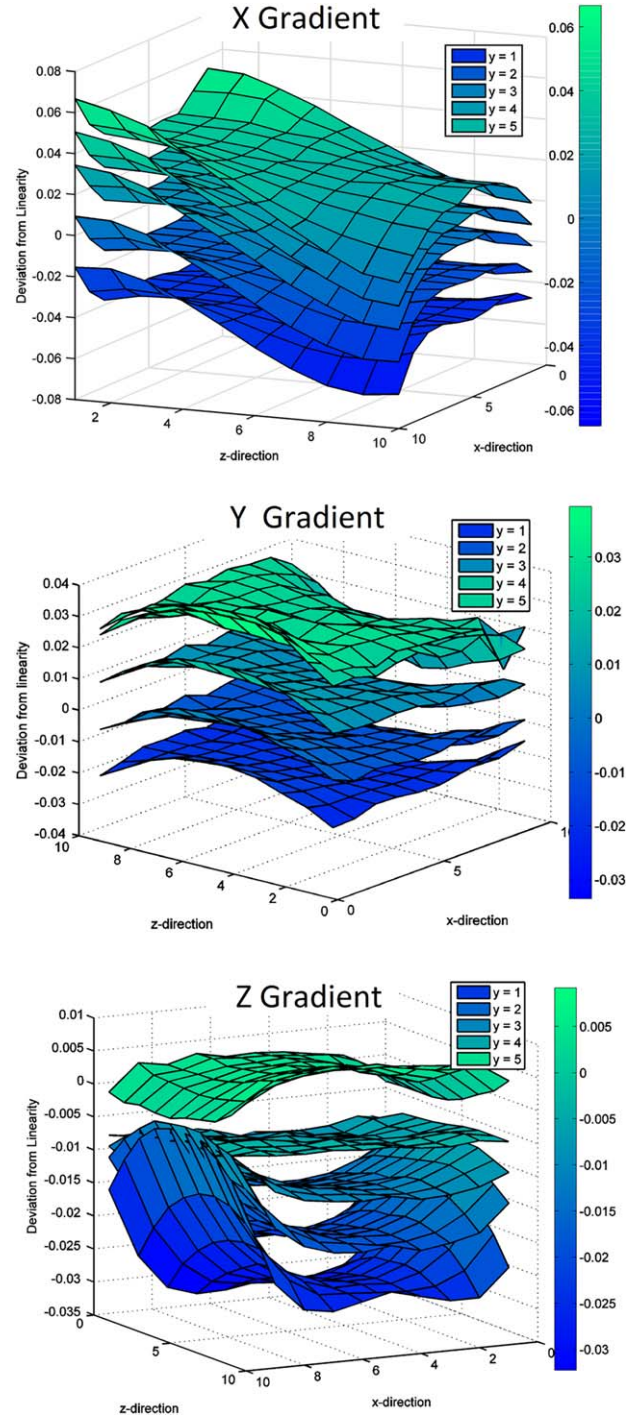 X Gradient
0.08
0.06
0.04
0.02
0
-0.02
-0.04
-0.06
-0.08
Deviation from Linearity
2
4
6
8
10
z-direction
10
5
0
x-direction
y = 1
y = 2
y = 3
y = 4
y = 5
0.06
0.04
0.02
0
-0.02
-0.04
-0.06
Y Gradient
0.04
0.03
0.02
0.01
0
-0.01
-0.02
-0.03
-0.04
Deviation from linearity
10
8
6
4
2
0
z-direction
0
5
x-direction
y = 1
y = 2
y = 3
y = 4
y = 5
0.03
0.02
0.01
0
-0.01
-0.02
-0.03
Z Gradient
0.01
0.005
0
-0.005
-0.01
-0.015
-0.02
-0.025
-0.03
-0.035
Deviation from Linearity
0
5
10
z-direction
10
8
6
4
2
0
x-direction
y = 1
y = 2
y = 3
y = 4
y = 5
0.005
0
-0.005
-0.01
-0.015
-0.02
-0.025
-0.03